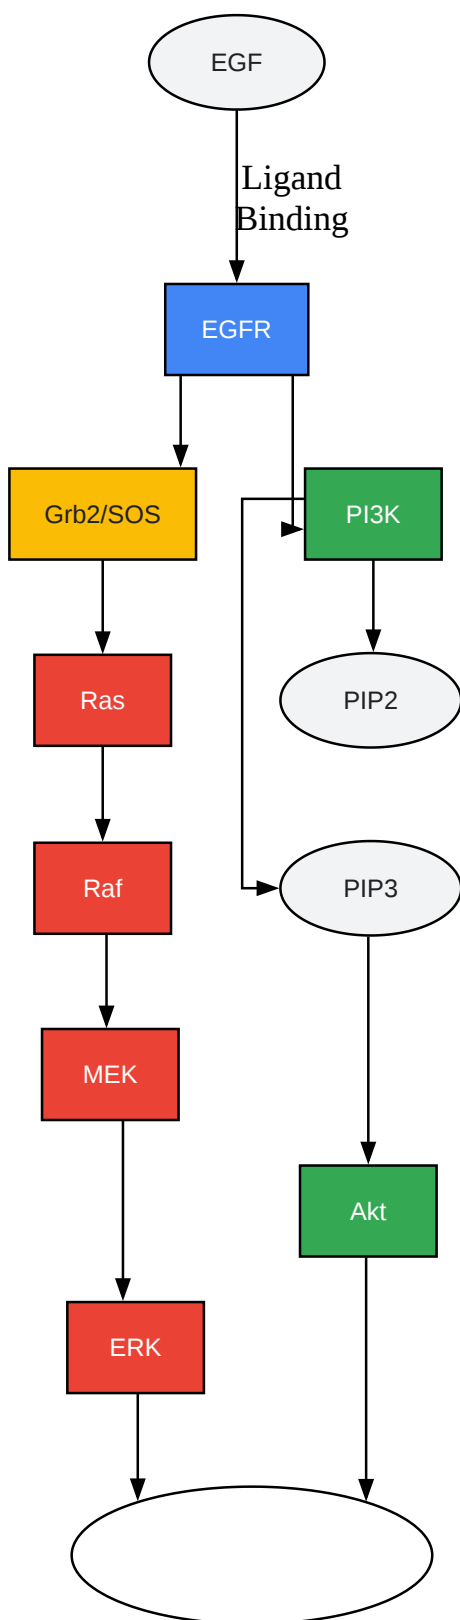 EGF
Ligand
Binding
EGFR
Grb2/SOS
PI3K
Ras
PIP2
Raf
PIP3
MEK
Akt
ERK